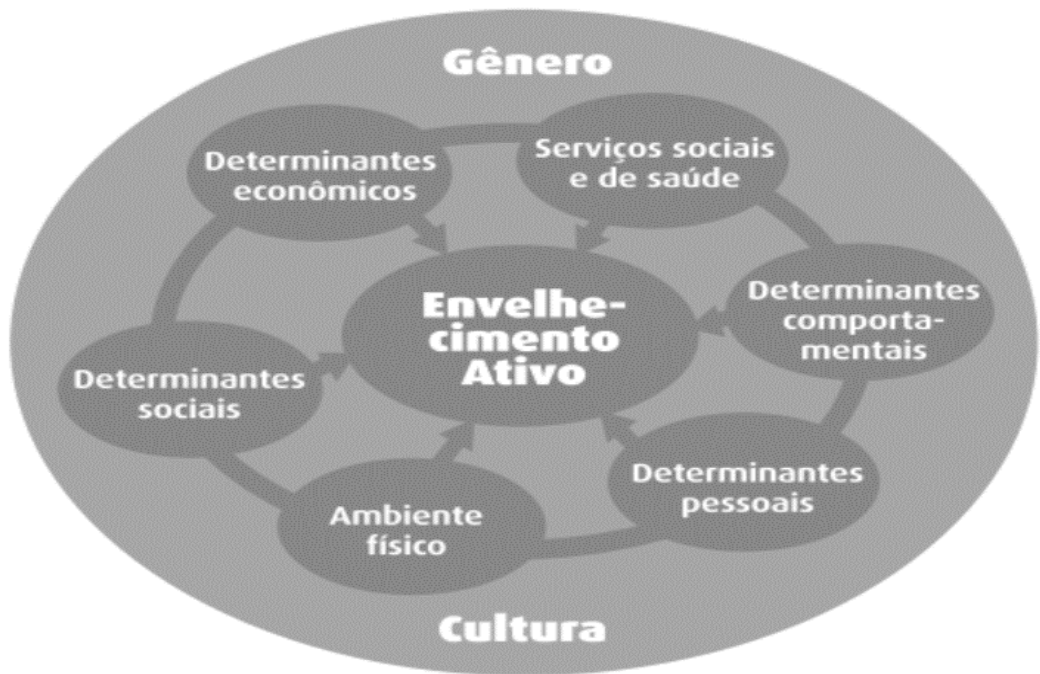 Gênero
Determinantes
econômicos
Serviços sociais
e de saúde
Determinantes
comporta-
mentais
Determinantes
pessoais
Ambiente
físico
Determinantes
sociais
Envelhe-
cimento
Ativo
Cultura